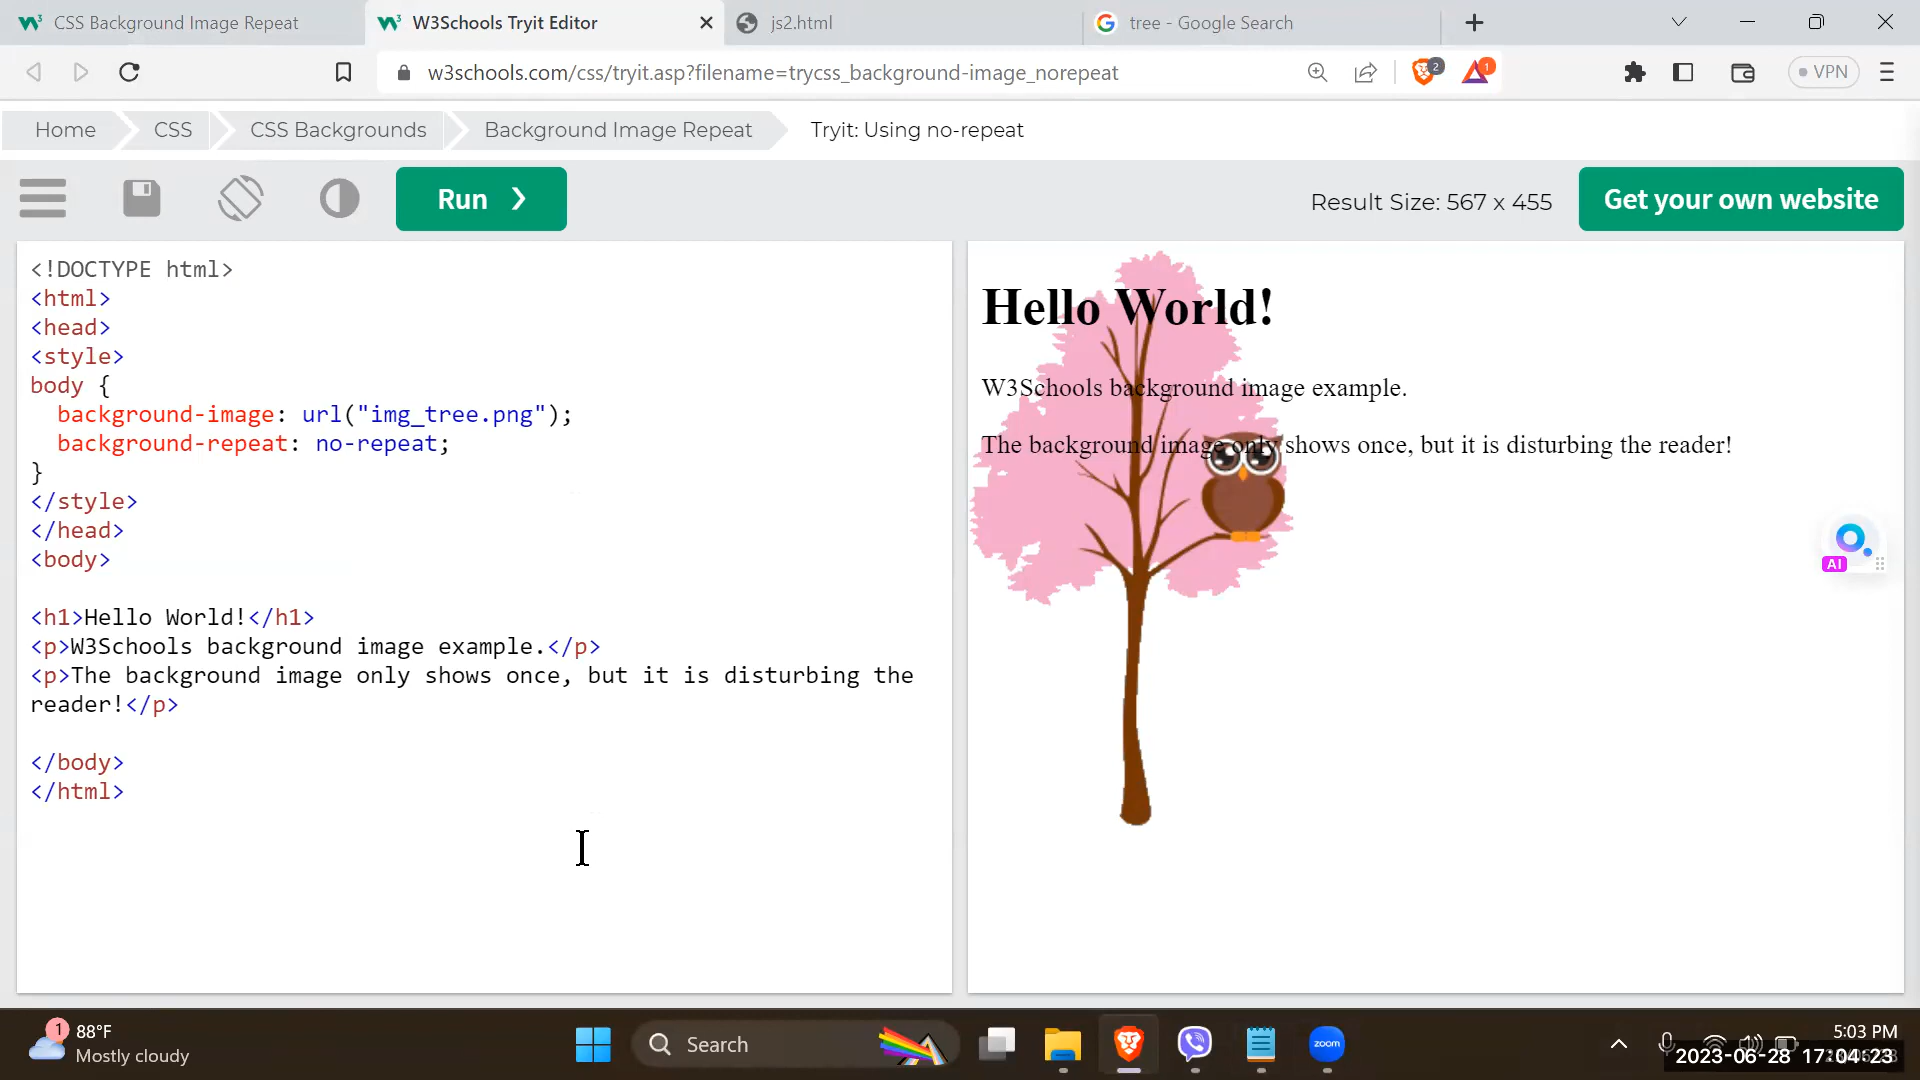 CSS Background Image Repeat
W3Schools Tryit Editor
js2.html
tree - Google Search
w3schools.com/css/tryit.asp?filename=trycss_background-image_norepeat
2
1
VPN
Home
CSS
CSS Backgrounds
Background Image Repeat
Tryit: Using no-repeat
Run ❯
Result Size: 567 x 455
Get your own website
<!DOCTYPE html>
<html>
<head>
<style>
body {
  background-image: url("img_tree.png");
  background-repeat: no-repeat;
}
</style>
</head>
<body>
<h1>Hello World!</h1>
<p>W3Schools background image example.</p>
<p>The background image only shows once, but it is disturbing the
reader!</p>
</body>
</html>
Hello World!
W3Schools background image example.
The background image only shows once, but it is disturbing the reader!
AI
1
88°F
Mostly cloudy
Search
zoom
5:03 PM
2023-06-28 17:04:23